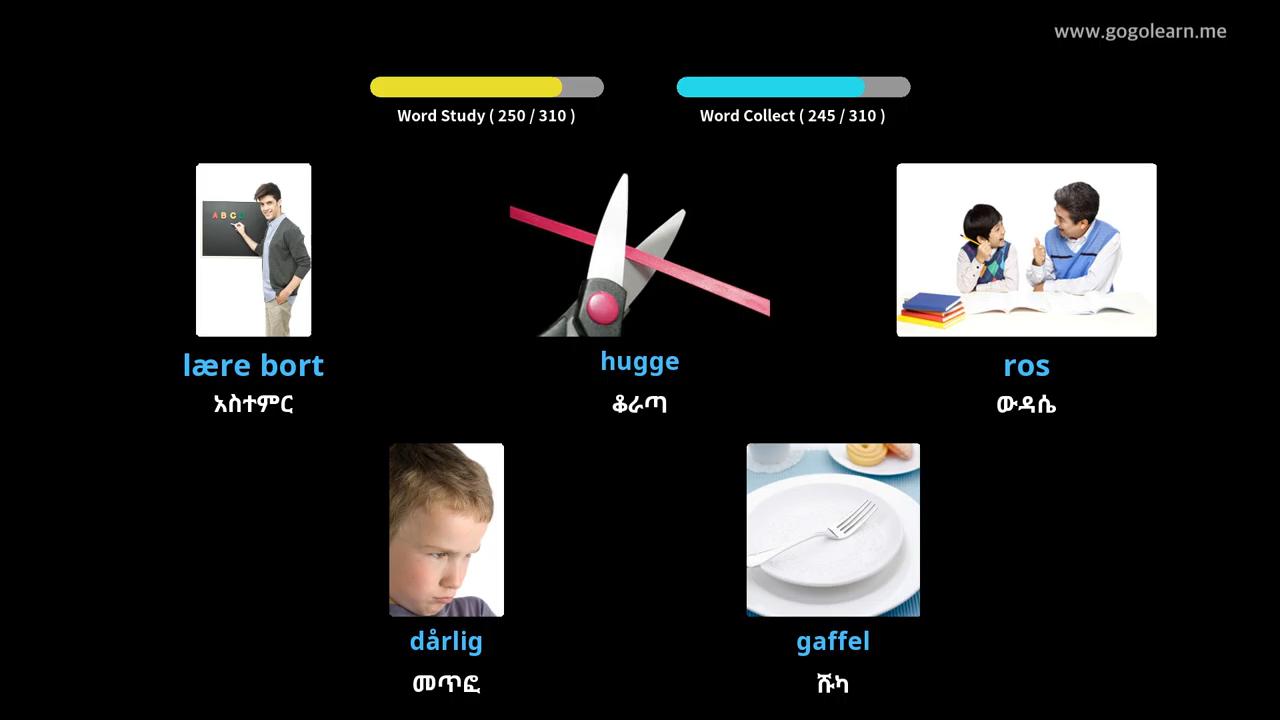 www.gogolearn.me
Word Study ( 250 / 310 )
Word Collect ( 245 / 310 )
A B C D
lære bort
አስተምር
hugge
ቆራጣ
ros
ውዳሴ
dårlig
መጥፎ
gaffel
ሹካ